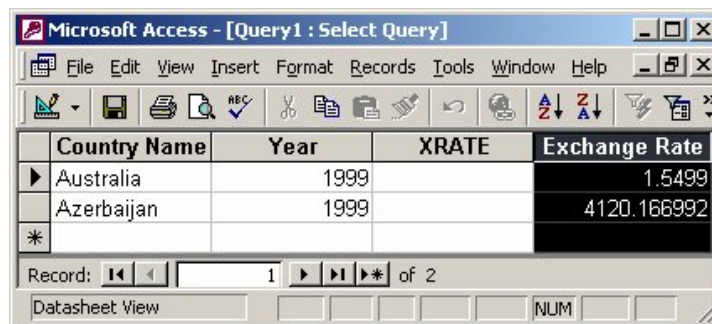 Microsoft Access - [Query1 : Select Query]
File Edit View Insert Format Records Tools Window Help
ABC A Z Z A
Country Name Year XRATE Exchange Rate
Australia 1999 1.5499
Azerbaijan 1999 4120.166992
Record: 1 of 2
Datasheet View NUM